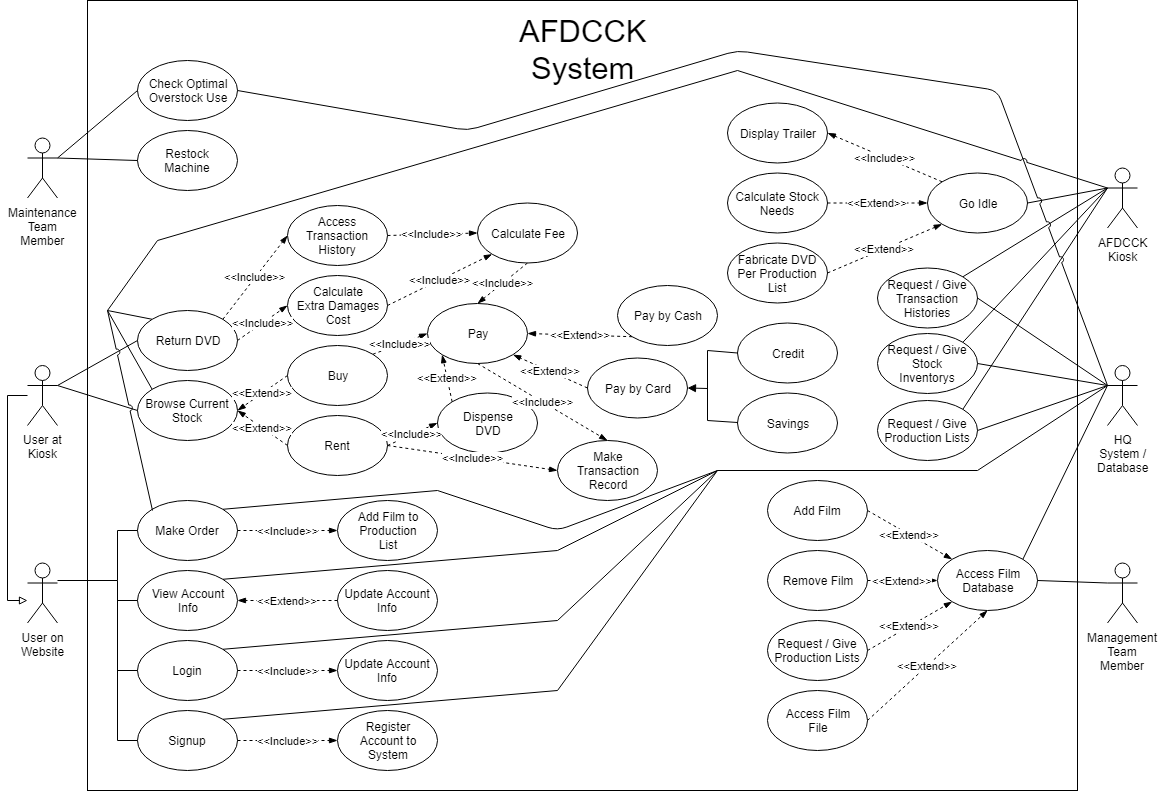 AFDCCK
System
Check Optimal
Overstock Use
Restock
Machine
Maintenance
Team
Member
Display Trailer
<<Include>>
Calculate Stock
Needs
<<Extend>>
Go Idle
Fabricate DVD
Per Production
List
<<Extend>>
AFDCCK
Kiosk
Access
Transaction
History
<<Include>>
Calculate Fee
<<Include>>
<<Include>>
<<Include>>
Calculate
Extra Damages
Cost
<<Include>>
Return DVD
Pay
Pay by Cash
<<Extend>>
Request / Give
Transaction
Histories
<<Include>>
Buy
<<Extend>>
Browse Current
Stock
<<Extend>>
Rent
<<Include>>
<<Extend>>
Dispense
DVD
<<Include>>
<<Extend>>
<<Include>>
Pay by Card
Credit
Savings
Make
Transaction
Record
Request / Give
Stock
Inventorys
Request / Give
Production Lists
User at
Kiosk
HQ
System /
Database
Make Order
<<Include>>
Add Film to
Production
List
View Account
Info
<<Extend>>
Update Account
Info
Login
<<Include>>
Update Account
Info
Signup
<<Include>>
Register
Account to
System
User on
Website
Add Film
<<Extend>>
Remove Film
<<Extend>>
Access Film
Database
Request / Give
Production Lists
<<Extend>>
Access Film
File
<<Extend>>
Management
Team
Member